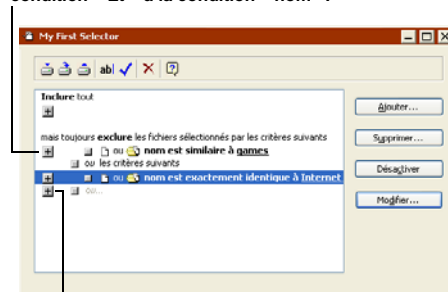 condition « Et » à la condition « nom ».
My First Selector
ab|
Inclure tout
mais toujours exclure les fichiers sélectionnés par les critères suivants
ou nom est similaire à games
ou les critères suivants
ou nom est exactement identique à Internet
ou...
Ajouter...
Supprimer...
Désactiver
Modifier...